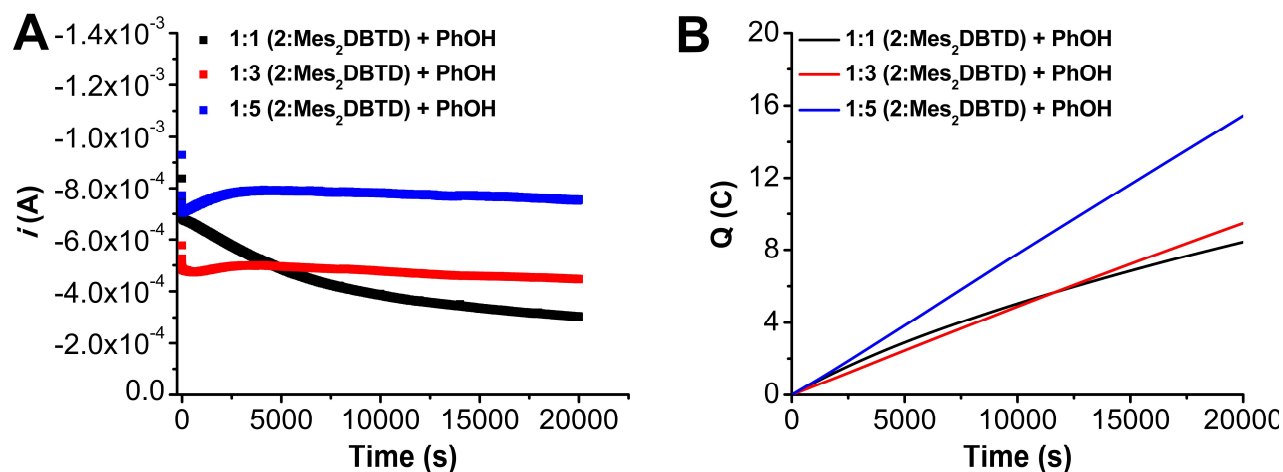 A
-1.4x10⁻³
-1.2x10⁻³
-1.0x10⁻³
-8.0x10⁻⁴
-6.0x10⁻⁴
-4.0x10⁻⁴
-2.0x10⁻⁴
0.0
i (A)
1:1 (2:Mes₂DBTD) + PhOH
1:3 (2:Mes₂DBTD) + PhOH
1:5 (2:Mes₂DBTD) + PhOH
0 5000 10000 15000 20000
Time (s)
B
20
16
12
8
4
0
Q (C)
1:1 (2:Mes₂DBTD) + PhOH
1:3 (2:Mes₂DBTD) + PhOH
1:5 (2:Mes₂DBTD) + PhOH
0 5000 10000 15000 20000
Time (s)